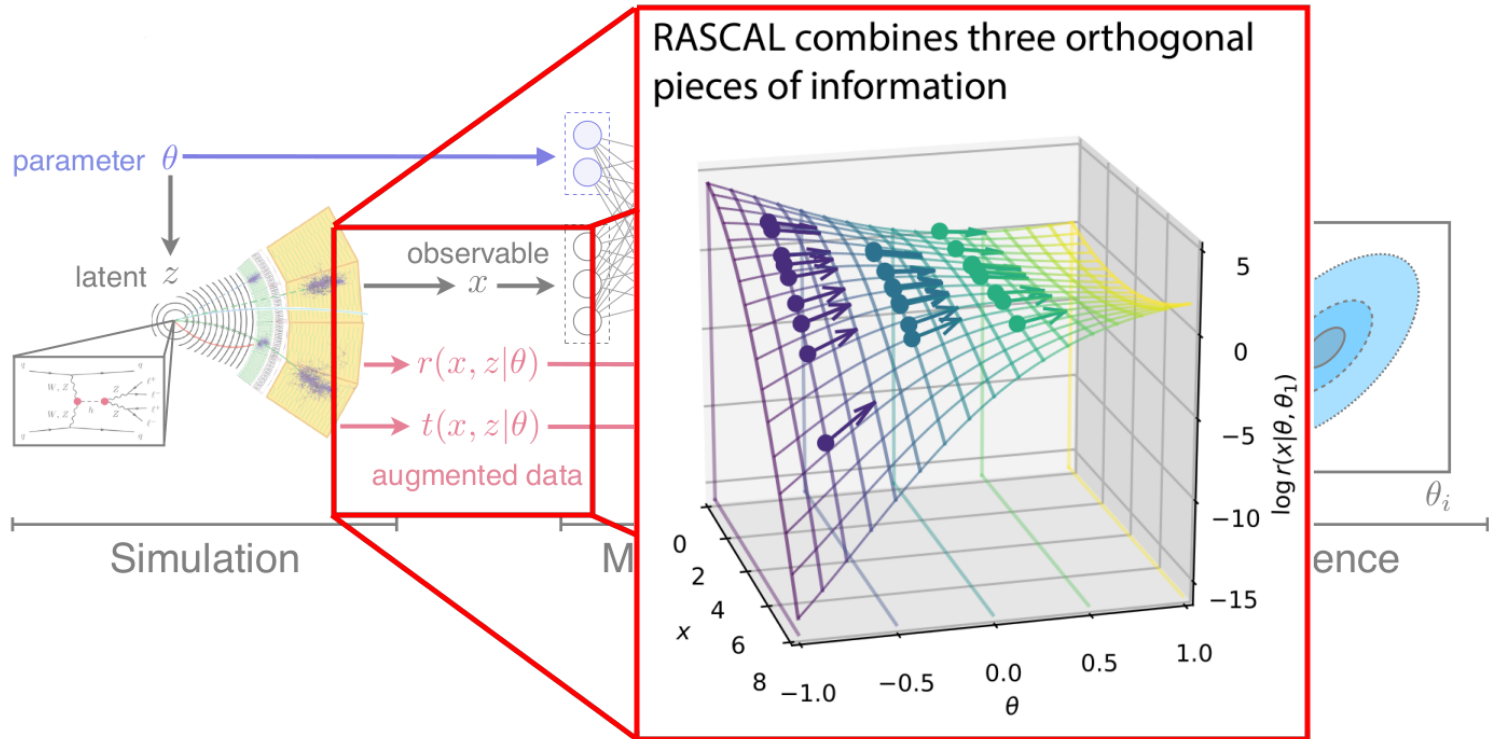 RASCAL combines three orthogonal
pieces of information
parameter θ
latent z
observable
x
r(x, z|θ)
t(x, z|θ)
augmented data
q
q
W, Z
W, Z
h
Z
Z
ℓ+
ℓ−
ℓ+
ℓ−
q
q
Simulation
M
0
2
4
6
8
x
−1.0
−0.5
0.0
0.5
1.0
θ
5
0
−5
−10
−15
log r(x|θ, θ1)
θi
ence